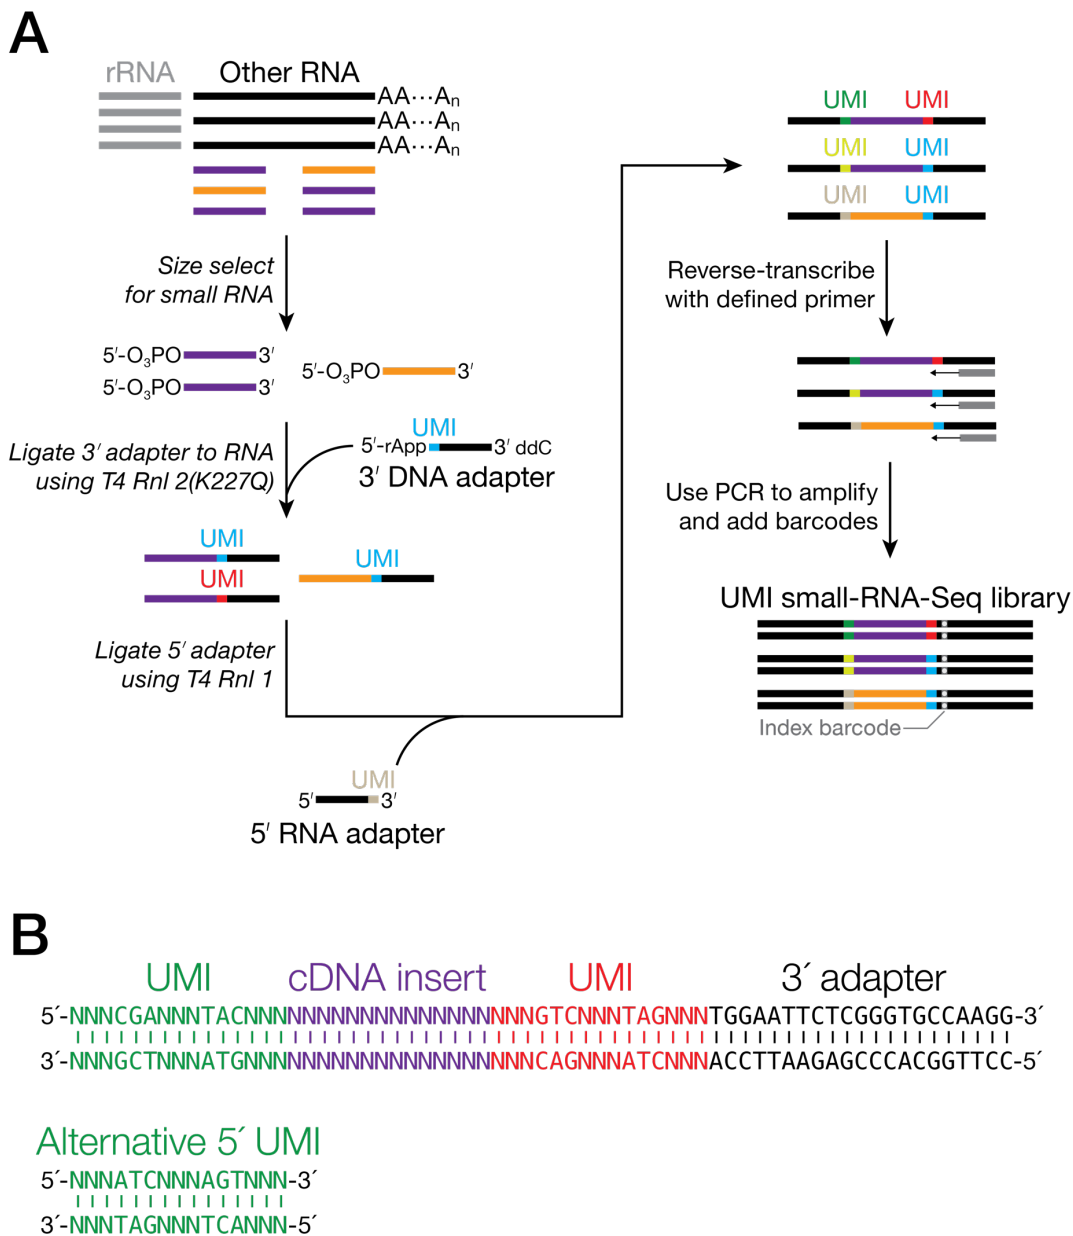 A
rRNA
Other RNA
AA···An
AA···An
AA···An
Size select
for small RNA
5′-O3PO 3′
5′-O3PO 3′
5′-O3PO 3′
Ligate 3′ adapter to RNA
using T4 Rnl 2(K227Q)
UMI
5′-rApp 3′ ddC
3′ DNA adapter
UMI
UMI
UMI
Ligate 5′ adapter
using T4 Rnl 1
UMI
5′ 3′
5′ RNA adapter
UMI UMI
UMI UMI
UMI UMI
Reverse-transcribe
with defined primer
Use PCR to amplify
and add barcodes
UMI small-RNA-Seq library
Index barcode
B
UMI cDNA insert UMI 3´ adapter
5´-NNNCGANNNTACNNNNNNNNNNNNNNNNNNNNGTCNNNTAGNNNTGGAATTCTCGGGTGCCAAGG-3´
3´-NNNGCTNNNATGNNNNNNNNNNNNNNNNNNNNCAGNNNATCNNNACCTTAAGAGCCCACGGTTCC-5´
Alternative 5´ UMI
5´-NNNATCNNNAGTNNN-3´
3´-NNNTAGNNNTCANNN-5´